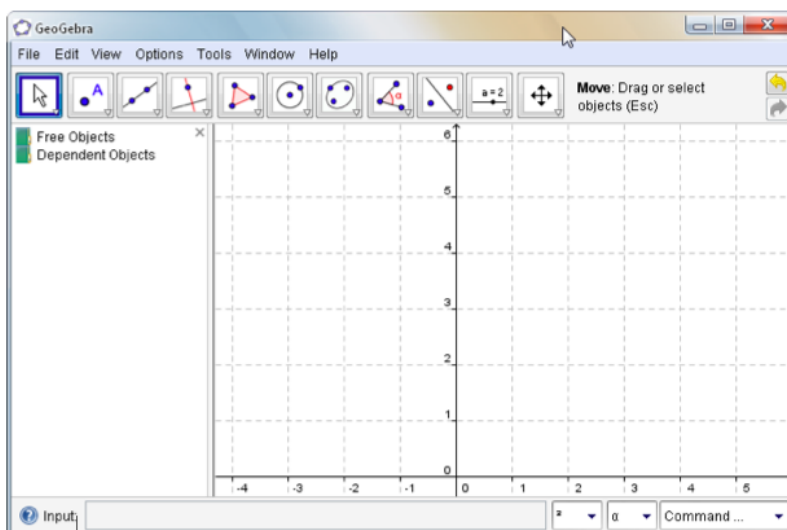 GeoGebra
File Edit View Options Tools Window Help
A α a=2 Move: Drag or select
objects (Esc)
Free Objects
Dependent Objects
6
5
4
3
2
1
0
-4 -3 -2 -1 0 1 2 3 4 5
Input: ² α Command ...